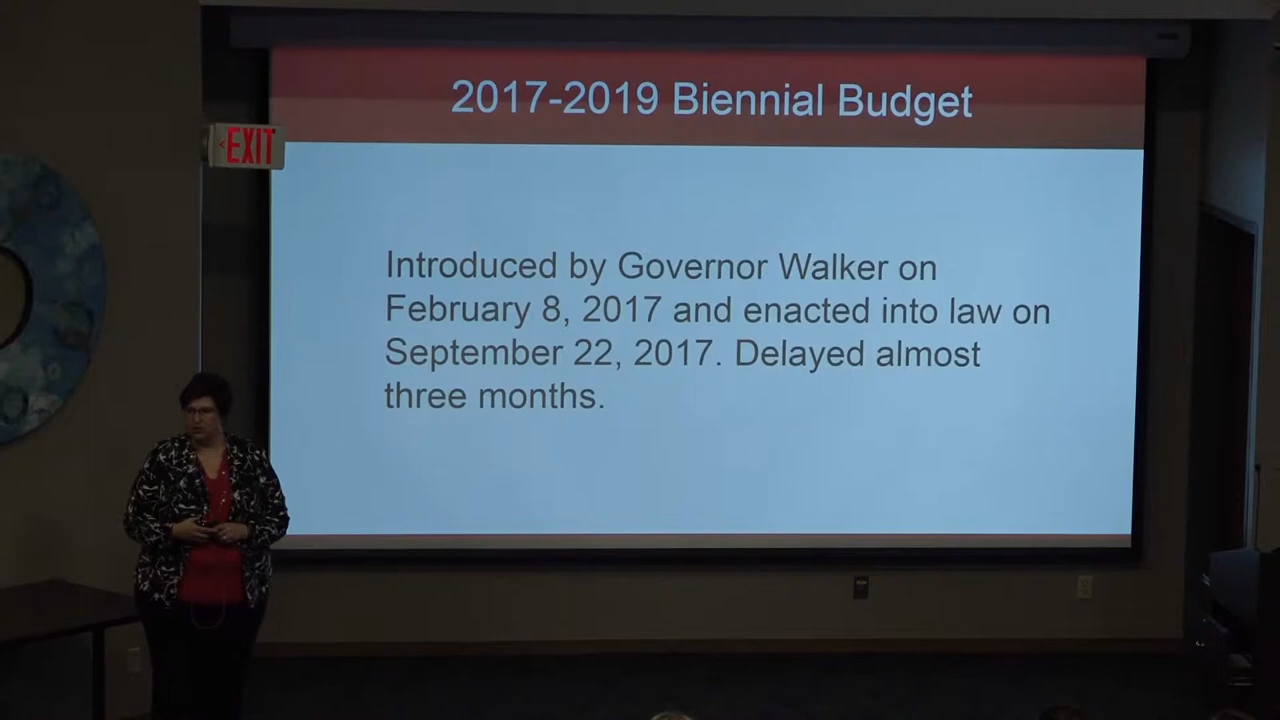 2017-2019 Biennial Budget
<EXIT
Introduced by Governor Walker on
February 8, 2017 and enacted into law on
September 22, 2017. Delayed almost
three months.